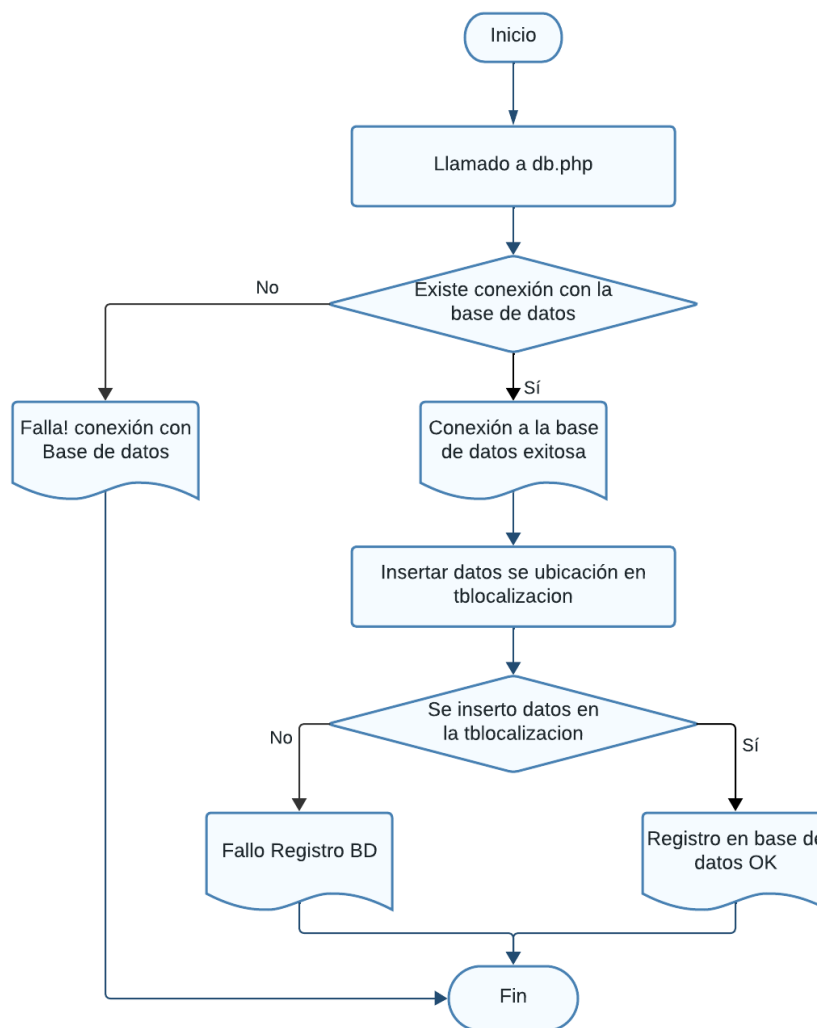 Inicio
Llamado a db.php
Existe conexión con la
base de datos
No
Sí
Falla! conexión con
Base de datos
Conexión a la base
de datos exitosa
Insertar datos se ubicación en
tblocalizacion
Se inserto datos en
la tblocalizacion
No
Sí
Fallo Registro BD
Registro en base de
datos OK
Fin